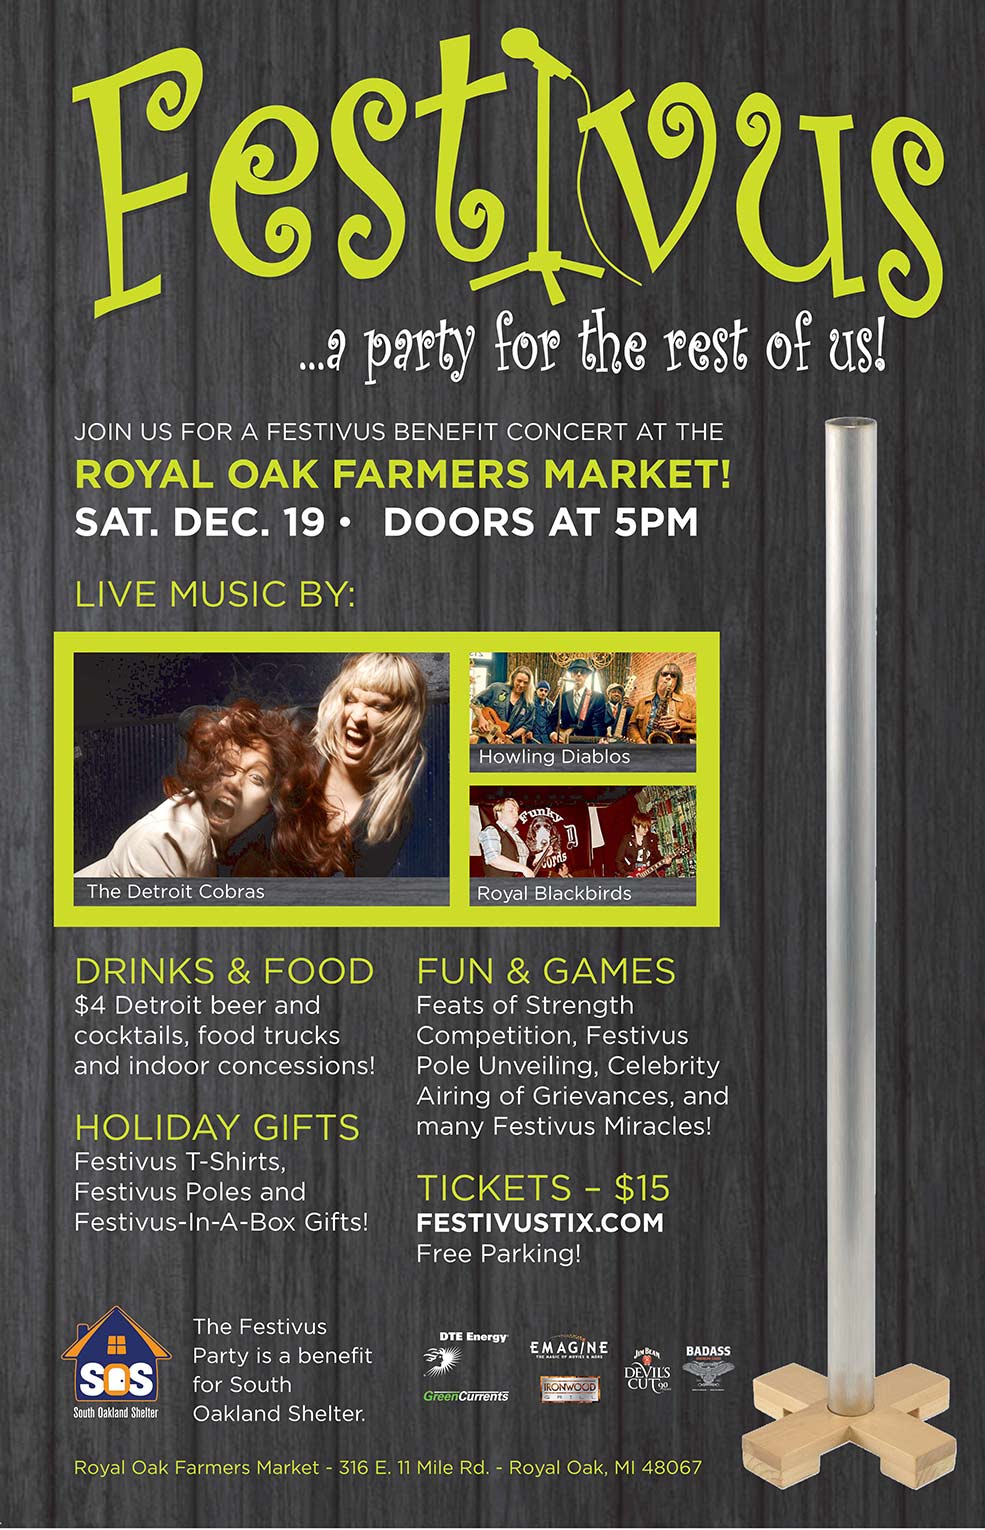 Festivus
...a party for the rest of us!
JOIN US FOR A FESTIVUS BENEFIT CONCERT AT THE
ROYAL OAK FARMERS MARKET!
SAT. DEC. 19 • DOORS AT 5PM
LIVE MUSIC BY:
The Detroit Cobras
Howling Diablos
Funky D
Royal Blackbirds
DRINKS & FOOD
$4 Detroit beer and
cocktails, food trucks
and indoor concessions!
HOLIDAY GIFTS
Festivus T-Shirts,
Festivus Poles and
Festivus-In-A-Box Gifts!
FUN & GAMES
Feats of Strength
Competition, Festivus
Pole Unveiling, Celebrity
Airing of Grievances, and
many Festivus Miracles!
TICKETS – $15
FESTIVUSTIX.COM
Free Parking!
SOS
South Oakland Shelter
The Festivus
Party is a benefit
for South
Oakland Shelter.
DTE Energy
GreenCurrents
EMAGINE
THE MAGIC OF MOVIES & MORE
IRONWOOD
GRILL
JIM BEAM
DEVIL'S
CUT 90
BADASS
Royal Oak Farmers Market - 316 E. 11 Mile Rd. - Royal Oak, MI 48067